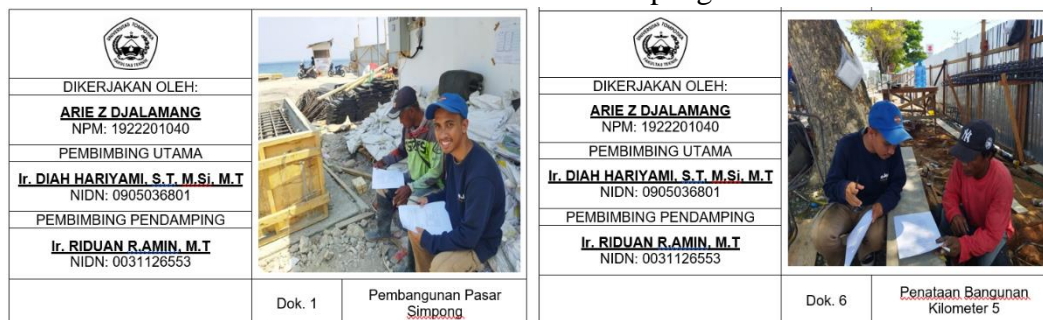 DIKERJAKAN OLEH:
ARIE Z DJALAMANG
NPM: 1922201040
PEMBIMBING UTAMA
Ir. DIAH HARIYAMI, S.T, M.Si, M.T
NIDN: 0905036801
PEMBIMBING PENDAMPING
Ir. RIDUAN R.AMIN, M.T
NIDN: 0031126553
Dok. 1
Pembangunan Pasar
Simpong
DIKERJAKAN OLEH:
ARIE Z DJALAMANG
NPM: 1922201040
PEMBIMBING UTAMA
Ir. DIAH HARIYAMI, S.T, M.Si, M.T
NIDN: 0905036801
PEMBIMBING PENDAMPING
Ir. RIDUAN R.AMIN, M.T
NIDN: 0031126553
Dok. 6
Penataan Bangunan
Kilometer 5